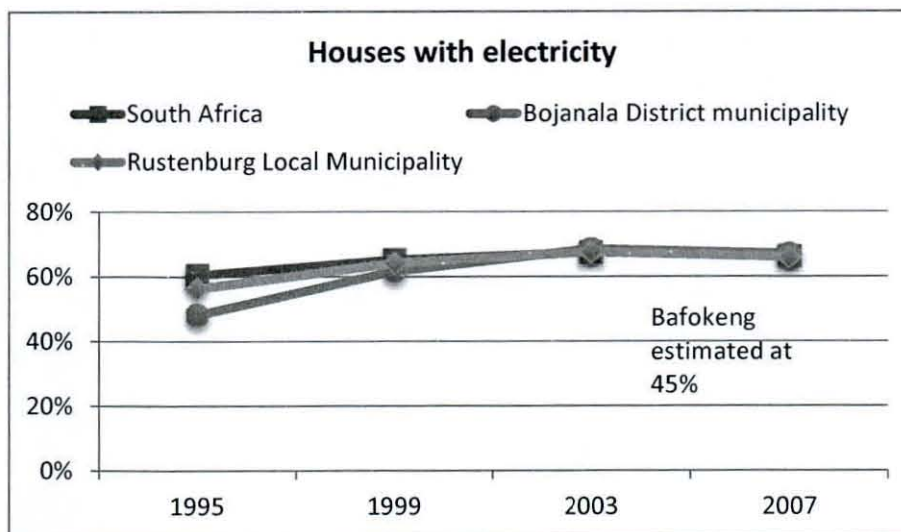 Houses with electricity
South Africa
Bojanala District municipality
Rustenburg Local Municipality
80%
60%
40%
20%
0%
Bafokeng
estimated at
45%
1995
1999
2003
2007